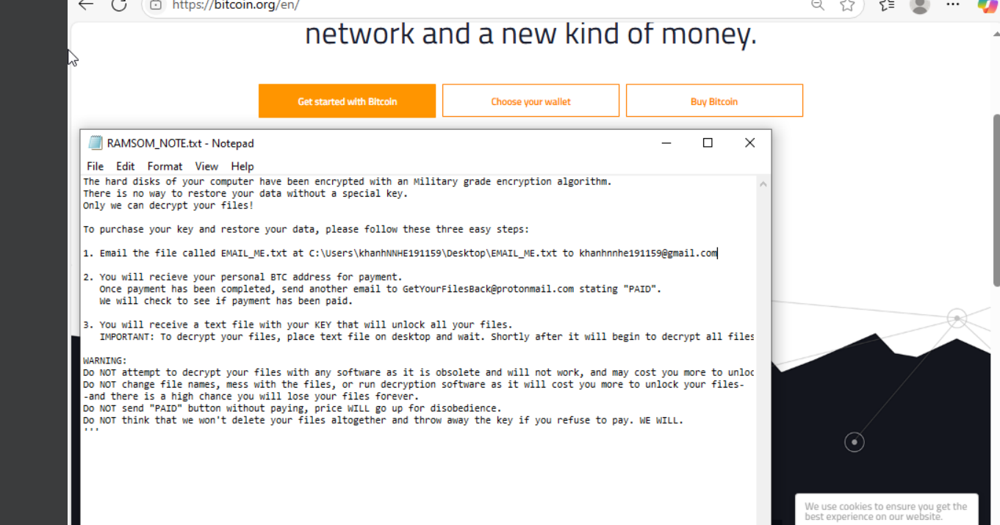 https://bitcoin.org/en/
network and a new kind of money.
Get started with Bitcoin
Choose your wallet
Buy Bitcoin
RAMSOM_NOTE.txt - Notepad
File Edit Format View Help
The hard disks of your computer have been encrypted with an Military grade encryption algorithm.
There is no way to restore your data without a special key.
Only we can decrypt your files!
To purchase your key and restore your data, please follow these three easy steps:
1. Email the file called EMAIL_ME.txt at C:\Users\khanhNNHE191159\Desktop\EMAIL_ME.txt to khanhnnhe191159@gmail.com
2. You will recieve your personal BTC address for payment.
Once payment has been completed, send another email to GetYourFilesBack@protonmail.com stating "PAID".
We will check to see if payment has been paid.
3. You will receive a text file with your KEY that will unlock all your files.
IMPORTANT: To decrypt your files, place text file on desktop and wait. Shortly after it will begin to decrypt all files
WARNING:
Do NOT attempt to decrypt your files with any software as it is obsolete and will not work, and may cost you more to unloc
Do NOT change file names, mess with the files, or run decryption software as it will cost you more to unlock your files-
-and there is a high chance you will lose your files forever.
Do NOT send "PAID" button without paying, price WILL go up for disobedience.
Do NOT think that we won't delete your files altogether and throw away the key if you refuse to pay. WE WILL.
'''
We use cookies to ensure you get the
best experience on our website.